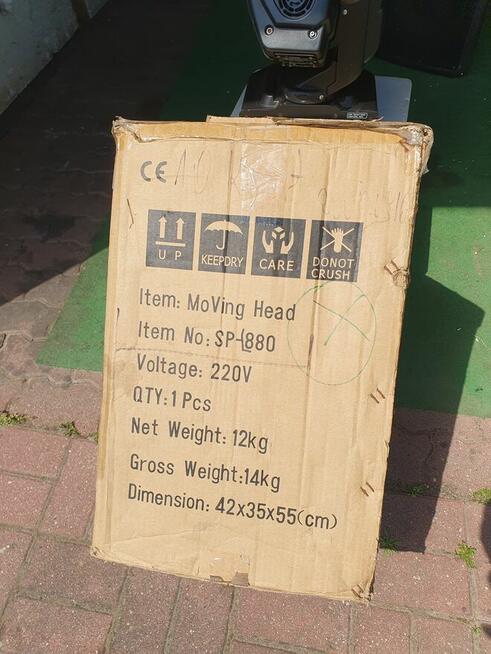 CE
UP
KEEPDRY
CARE
DONOT
CRUSH
Item: MoVing Head
Item No: SP-L880
Voltage: 220V
QTY: 1 Pcs
Net Weight: 12kg
Gross Weight:14kg
Dimension: 42x35x55(cm)